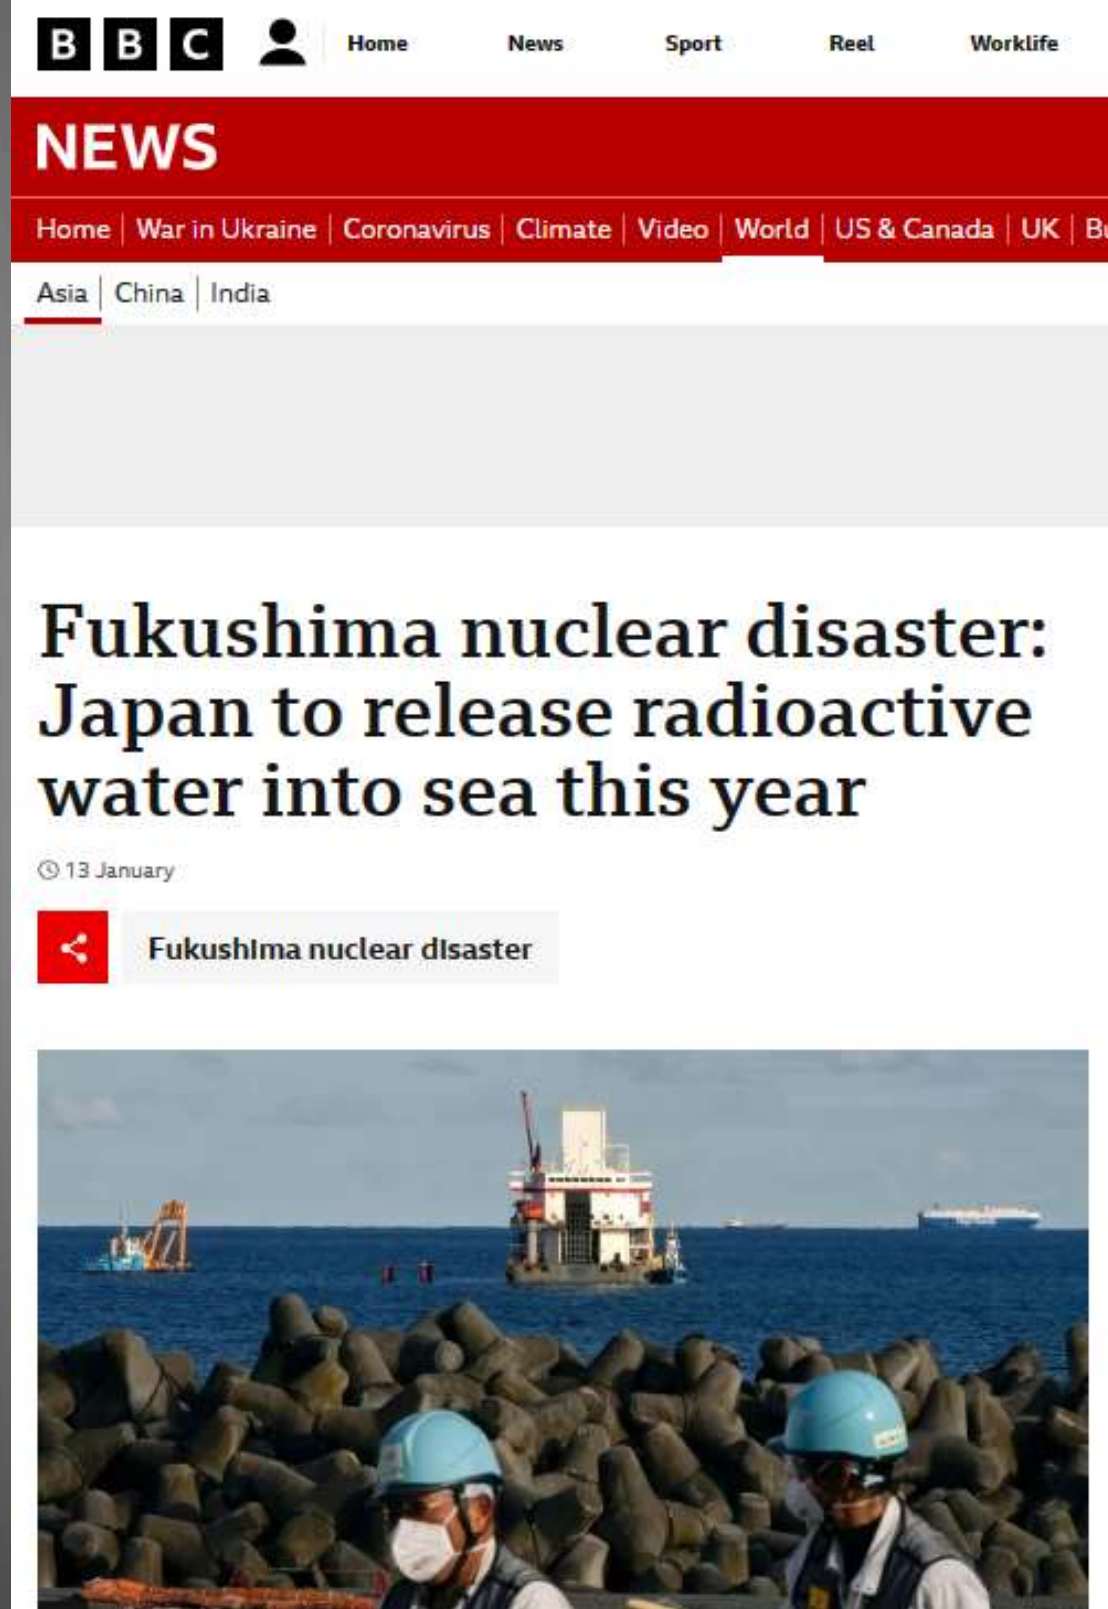 BBC
Home News Sport Reel Worklife
NEWS
Home War in Ukraine Coronavirus Climate Video World US & Canada UK
Asia China India
Fukushima nuclear disaster:
Japan to release radioactive
water into sea this year
13 January
Fukushima nuclear disaster